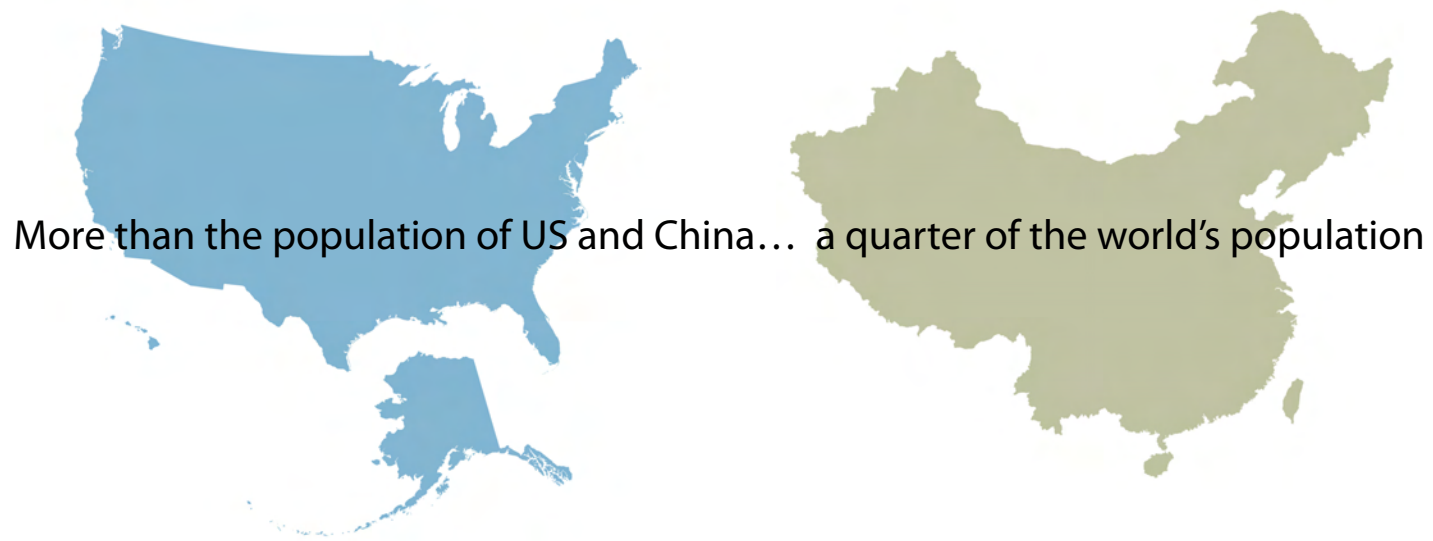 More than the population of US and China… a quarter of the world’s population